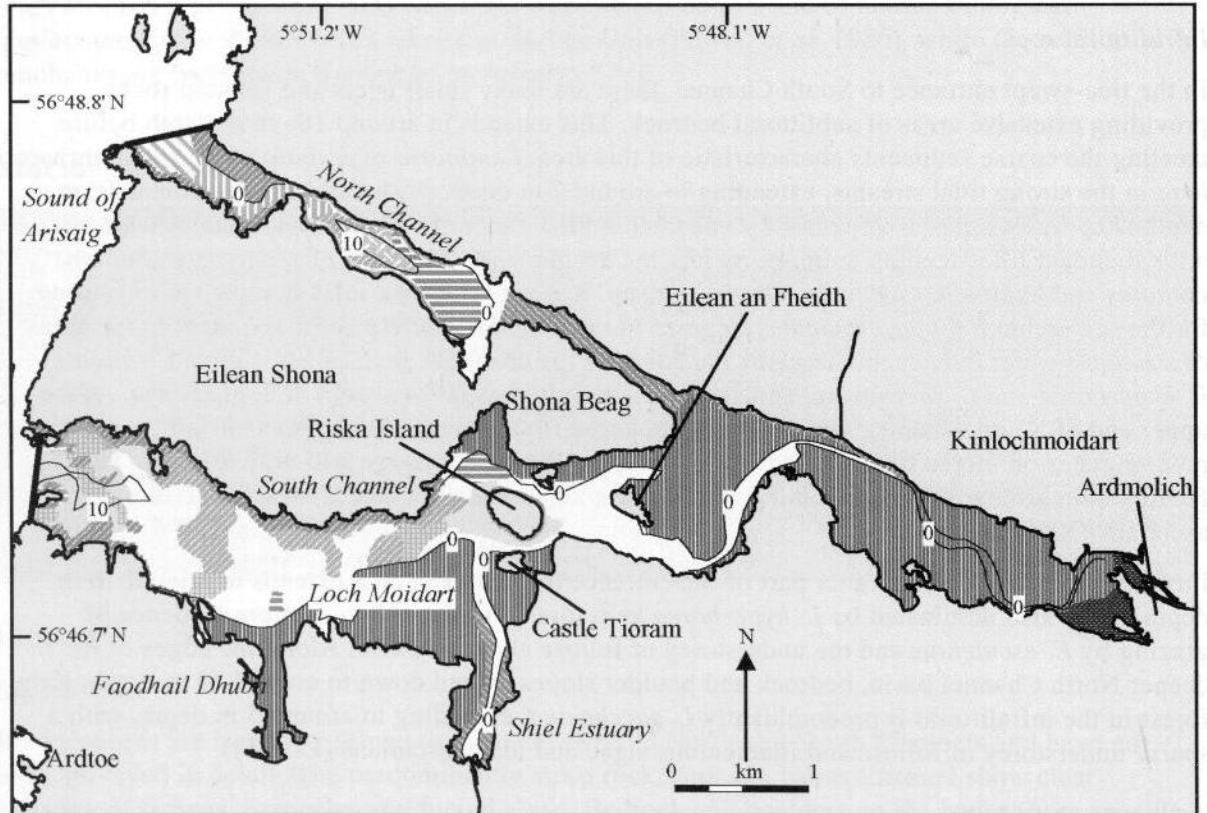 5°51.2' W
5°48.1' W
56°48.8' N
Sound of
Arisaig
North Channel
0
10
0
Eilean an Fheidh
Eilean Shona
Shona Beag
Riska Island
Kinlochmoidart
South Channel
Ardmolich
0
0
10
0
0
0
Loch Moidart
Castle Tioram
56°46.7' N
N
Faodhail Dhubh
Shiel Estuary
0
Ardtoe
0 km 1